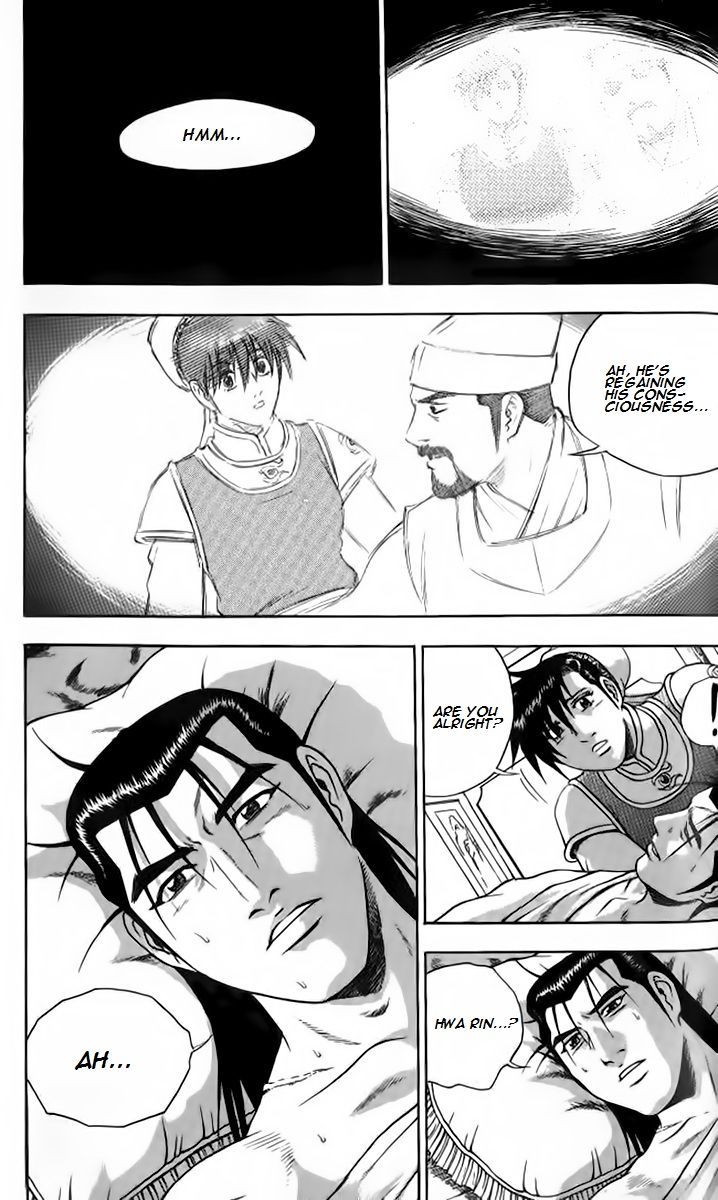 HMM...
AH, HE'S
REGAINING
HIS CONS-
CIOUSNESS...
ARE YOU
ALRIGHT?
!
AH...
HWA RIN...?